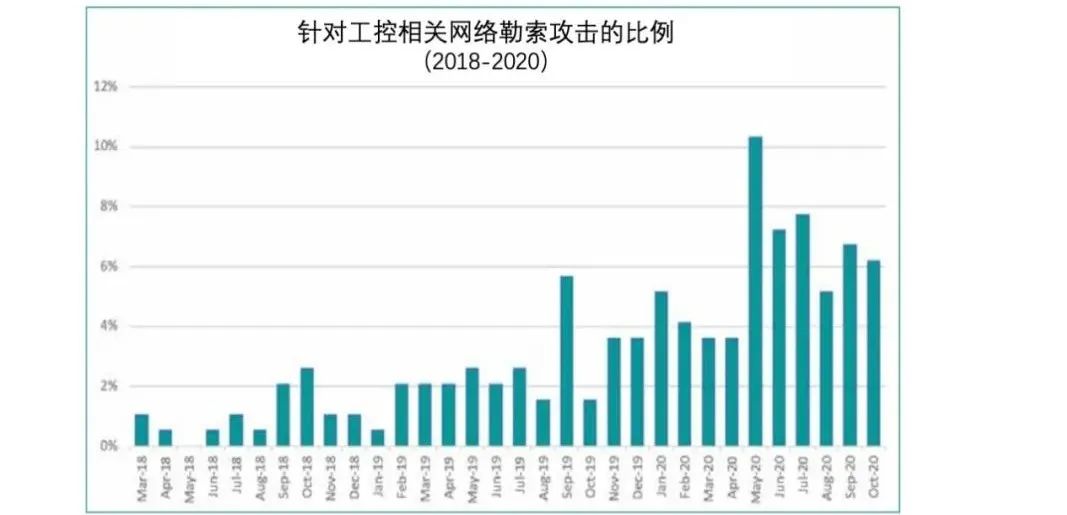 针对工控相关网络勒索攻击的比例
（2018-2020）
12%
10%
8%
6%
4%
2%
0%
Mar-18
Apr-18
May-18
Jun-18
Jul-18
Aug-18
Sep-18
Oct-18
Nov-18
Dec-18
Jan-19
Feb-19
Mar-19
Apr-19
May-19
Jun-19
Jul-19
Aug-19
Sep-19
Oct-19
Nov-19
Dec-19
Jan-20
Feb-20
Mar-20
Apr-20
May-20
Jun-20
Jul-20
Aug-20
Sep-20
Oct-20